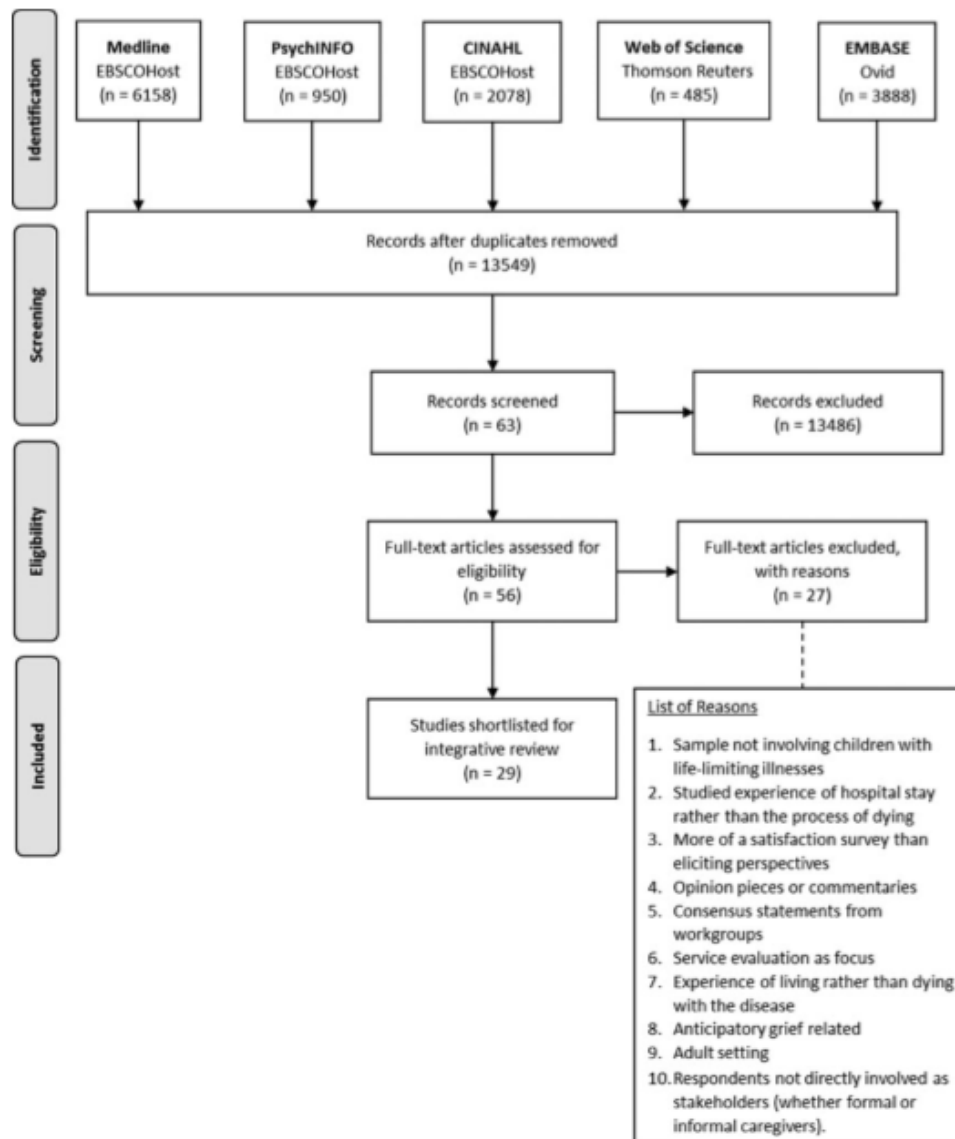 Identification
Medline
EBSCOHost
(n = 6158)
PsychINFO
EBSCOHost
(n = 950)
CINAHL
EBSCOHost
(n = 2078)
Web of Science
Thomson Reuters
(n = 485)
EMBASE
Ovid
(n = 3888)
Screening
Records after duplicates removed
(n = 13549)
Records screened
(n = 63)
Records excluded
(n = 13486)
Eligibility
Full-text articles assessed for
eligibility
(n = 56)
Full-text articles excluded,
with reasons
(n = 27)
Included
Studies shortlisted for
integrative review
(n = 29)
List of Reasons
1. Sample not involving children with
life-limiting illnesses
2. Studied experience of hospital stay
rather than the process of dying
3. More of a satisfaction survey than
eliciting perspectives
4. Opinion pieces or commentaries
5. Consensus statements from
workgroups
6. Service evaluation as focus
7. Experience of living rather than dying
with the disease
8. Anticipatory grief related
9. Adult setting
10. Respondents not directly involved as
stakeholders (whether formal or
informal caregivers).